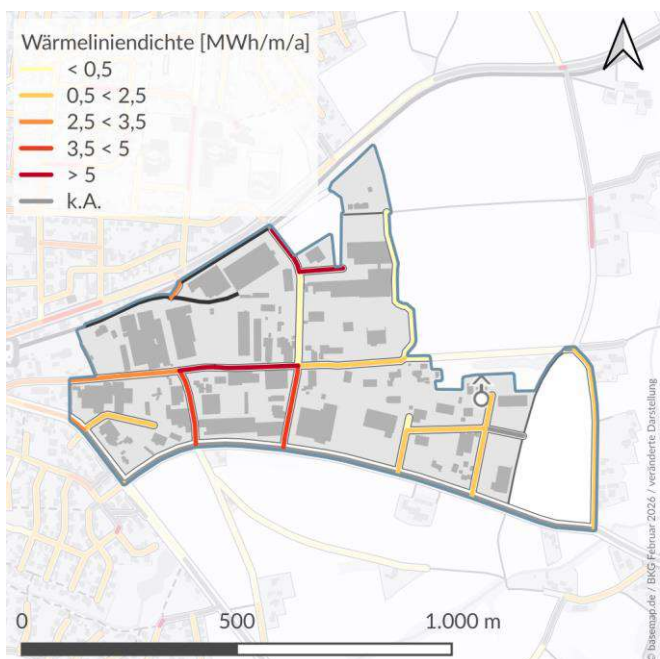 Wärmeliniendichte [MWh/m/a]
< 0,5
0,5 < 2,5
2,5 < 3,5
3,5 < 5
> 5
k.A.
© basemap.de / BKG Februar 2026 / veränderte Darstellung
0 500 1.000 m